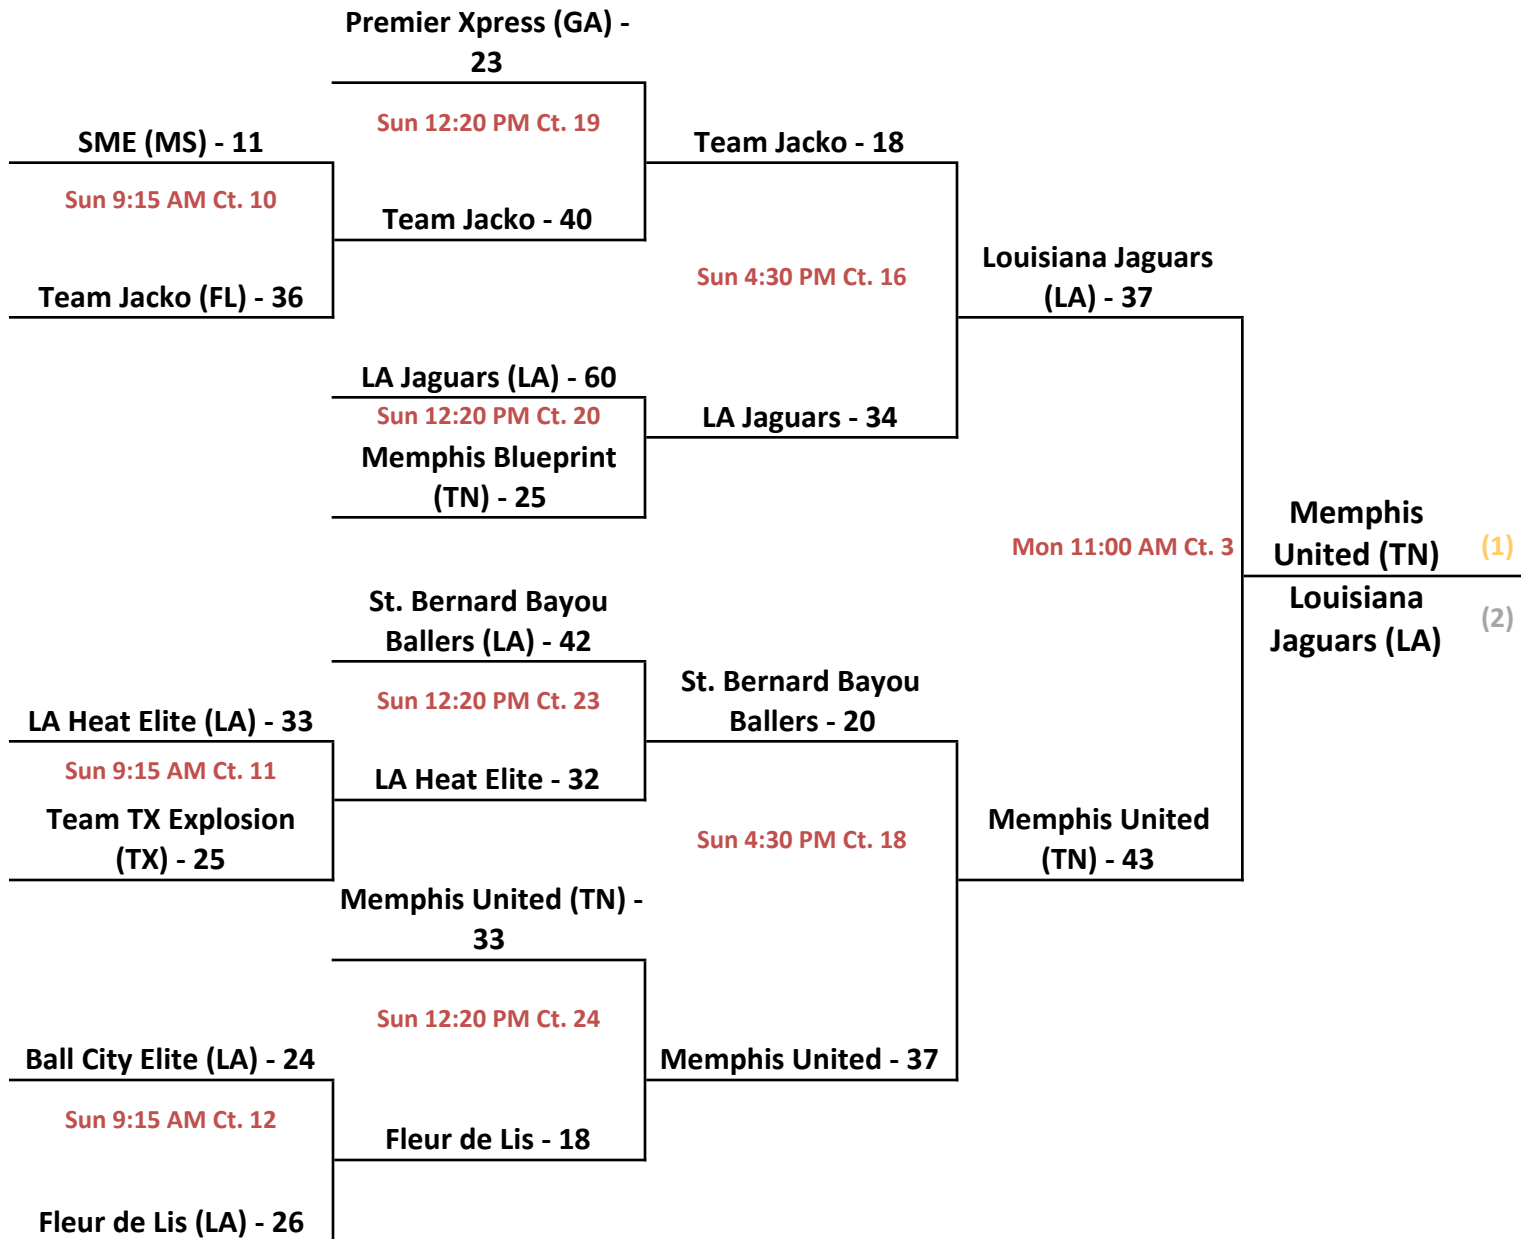 Premier Xpress (GA) -
23
Sun 12:20 PM Ct. 19
SME (MS) - 11
Team Jacko - 18
Sun 9:15 AM Ct. 10
Team Jacko - 40
Louisiana Jaguars
(LA) - 37
Sun 4:30 PM Ct. 16
Team Jacko (FL) - 36
LA Jaguars (LA) - 60
Sun 12:20 PM Ct. 20
LA Jaguars - 34
Memphis Blueprint
(TN) - 25
Memphis
United (TN) (1)
Mon 11:00 AM Ct. 3
Louisiana
Jaguars (LA) (2)
St. Bernard Bayou
Ballers (LA) - 42
St. Bernard Bayou
Ballers - 20
Sun 12:20 PM Ct. 23
LA Heat Elite (LA) - 33
Sun 9:15 AM Ct. 11
LA Heat Elite - 32
Team TX Explosion
(TX) - 25
Sun 4:30 PM Ct. 18
Memphis United
(TN) - 43
Memphis United (TN) -
33
Sun 12:20 PM Ct. 24
Ball City Elite (LA) - 24
Memphis United - 37
Sun 9:15 AM Ct. 12
Fleur de Lis - 18
Fleur de Lis (LA) - 26